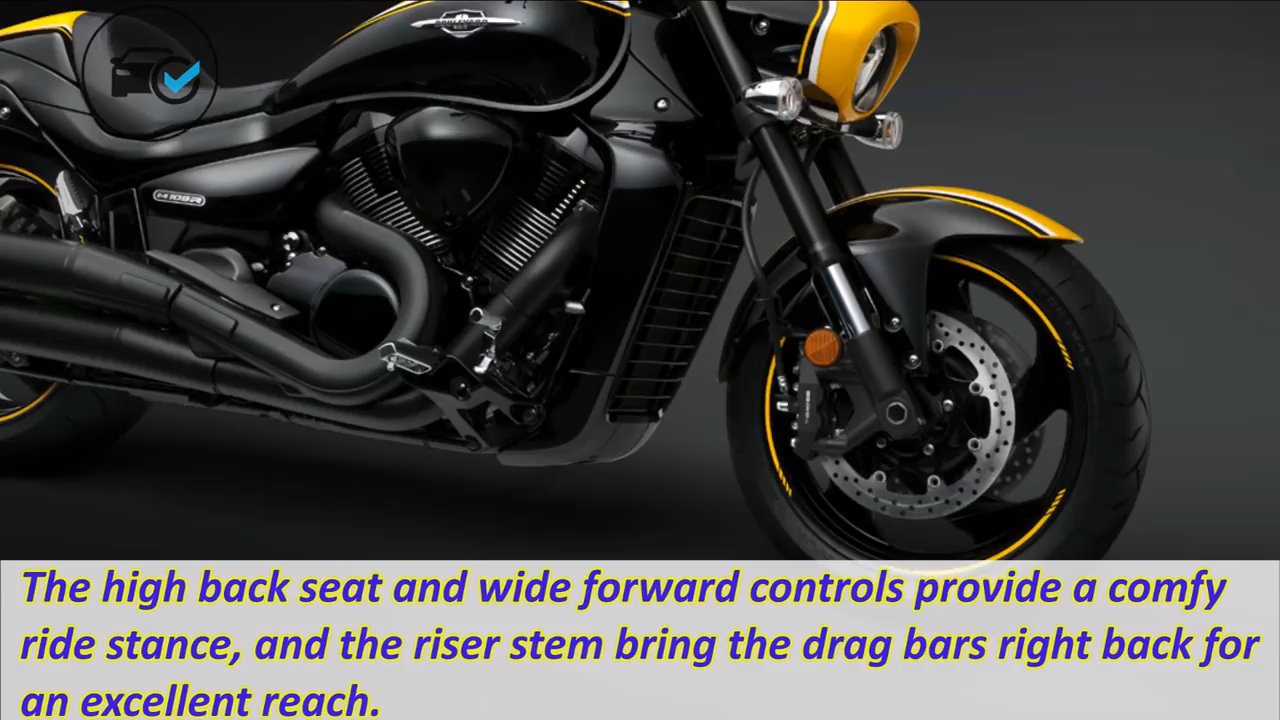 M109R
The high back seat and wide forward controls provide a comfy
ride stance, and the riser stem bring the drag bars right back for
an excellent reach.